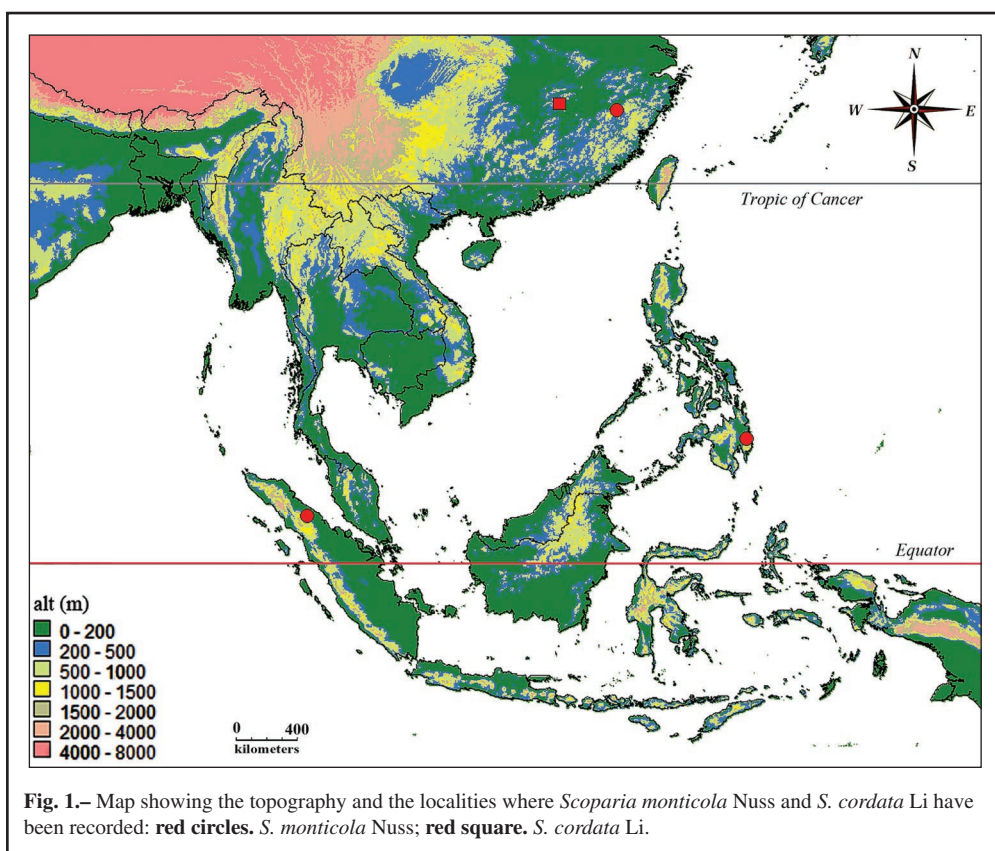 N
W E
S
Tropic of Cancer
Equator
alt (m)
0 - 200
200 - 500
500 - 1000
1000 - 1500
1500 - 2000
2000 - 4000
4000 - 8000
0 400
kilometers
Fig. 1.– Map showing the topography and the localities where Scoparia monticola Nuss and S. cordata Li have
been recorded: red circles. S. monticola Nuss; red square. S. cordata Li.